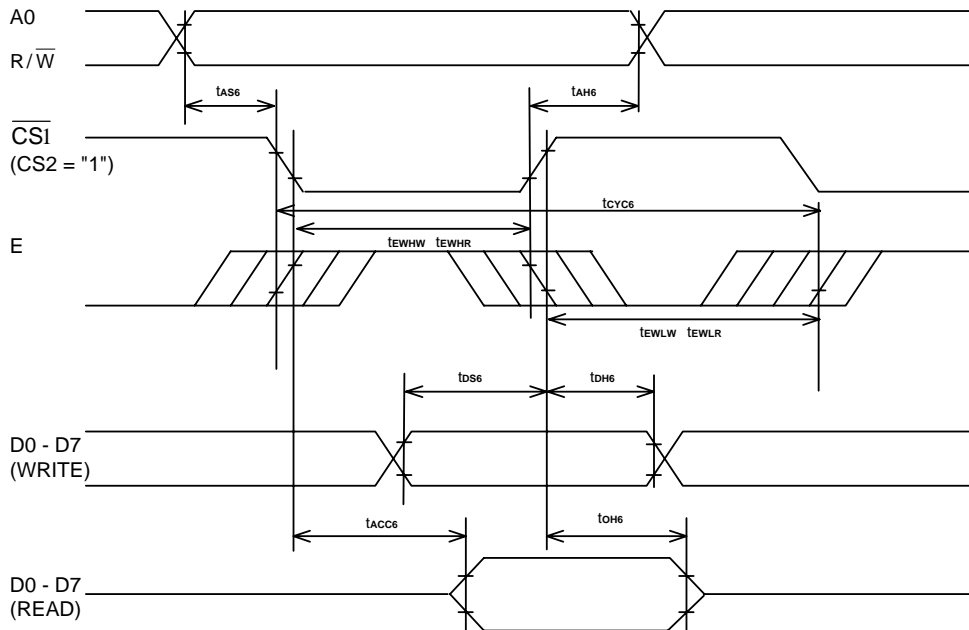 A0
R/W
tAS6 tAH6
CS1
(CS2 = "1")
tCYC6
tEWHW tEWHR
E
tEWLW tEWLR
tDS6 tDH6
D0 - D7
(WRITE)
tACC6 tOH6
D0 - D7
(READ)